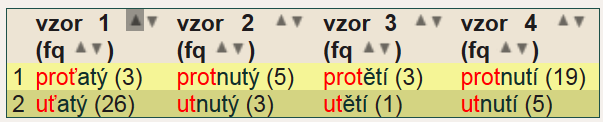 vzor 1 ▲▼ vzor 2 ▲▼ vzor 3 ▲▼ vzor 4 ▲▼
(fq ▲▼) (fq ▲▼) (fq ▲▼) (fq ▲▼)
1 proťatý (3) protnutý (5) protětí (3) protnutí (19)
2 uťatý (26) utnutý (3) utětí (1) utnutí (5)